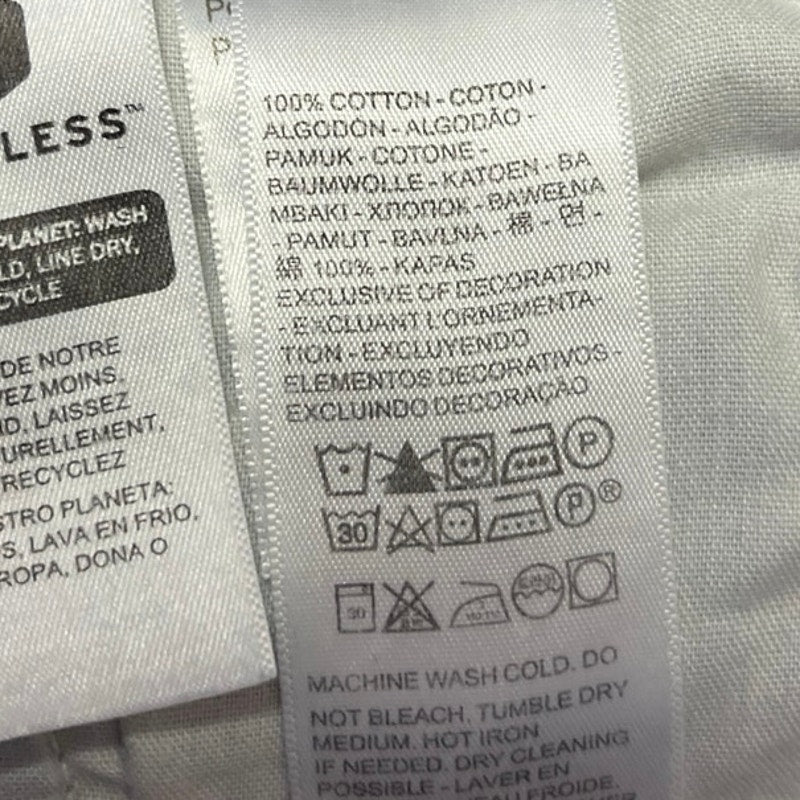 LESS™
PLANET: WASH
LD, LINE DRY,
CYCLE
DE NOTRE
VEZ MOINS,
ID, LAISSEZ
URELLEMENT,
RECYCLEZ
STRO PLANETA:
S, LAVA EN FRIO,
ROPA, DONA O
100% COTTON - COTON -
ALGODÓN - ALGODÃO -
PAMUK - COTONE -
BAUMWOLLE - KATOEN - BA
MBAKI - ХЛОПОК - BAWEŁNA
- PAMUT - BAVLNA - 棉 - 면 -
綿 100% - KAPAS
EXCLUSIVE OF DECORATION
- EXCLUANT L'ORNEMENTA-
TION - EXCLUYENDO
ELEMENTOS DECORATIVOS -
EXCLUINDO DECORAÇÃO
P
30 P ®
30
MACHINE WASH COLD. DO
NOT BLEACH. TUMBLE DRY
MEDIUM. HOT IRON
IF NEEDED. DRY CLEANING
POSSIBLE - LAVER EN